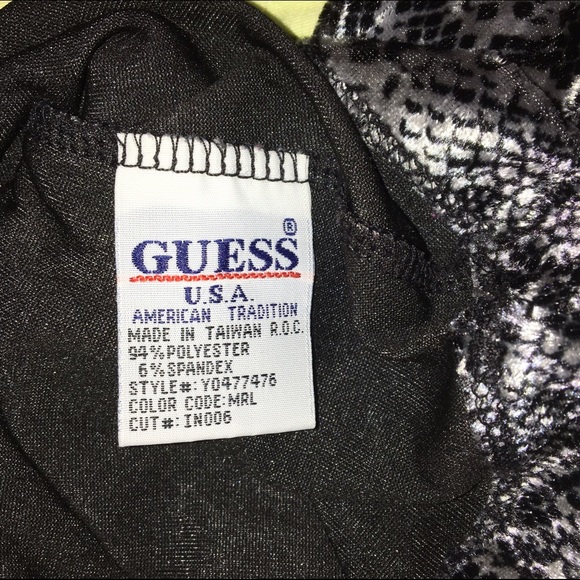 GUESS®
U.S.A.
AMERICAN TRADITION
MADE IN TAIWAN R.O.C.
94%POLYESTER
6%SPANDEX
STYLE#: Y0477476
COLOR CODE:MRL
CUT#:IN006